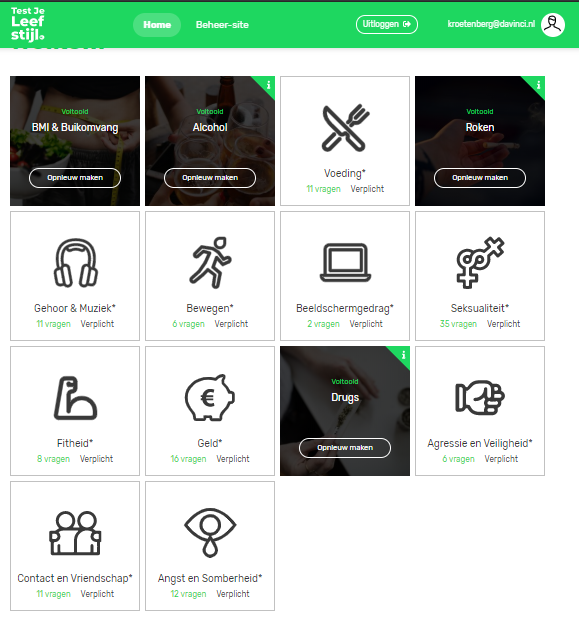 Test Je
Leef
stijl.
Home
Beheer-site
Uitloggen
kroetenberg@davinci.nl
Voltooid
BMI & Buikomvang
Opnieuw maken
Voltooid
Alcohol
Opnieuw maken
Voeding*
11 vragen Verplicht
Voltooid
Roken
Opnieuw maken
Gehoor & Muziek*
11 vragen Verplicht
Bewegen*
6 vragen Verplicht
Beeldschermgedrag*
2 vragen Verplicht
Seksualiteit*
35 vragen Verplicht
Fitheid*
8 vragen Verplicht
Geld*
16 vragen Verplicht
Voltooid
Drugs
Opnieuw maken
Agressie en Veiligheid*
6 vragen Verplicht
Contact en Vriendschap*
11 vragen Verplicht
Angst en Somberheid*
12 vragen Verplicht